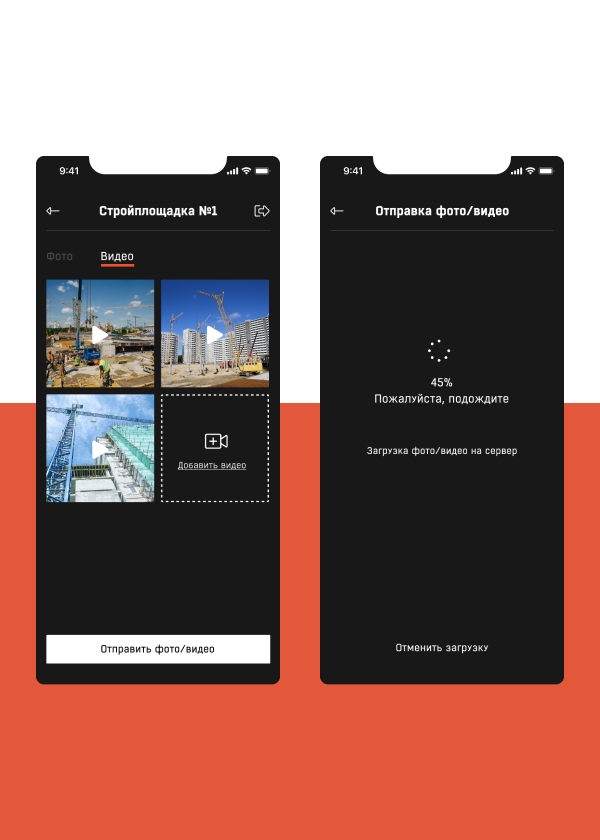 9:41
Стройплощадка №1
Фото
Видео
Добавить видео
Отправить фото/видео
9:41
Отправка фото/видео
45%
Пожалуйста, подождите
Загрузка фото/видео на сервер
Отменить загрузку